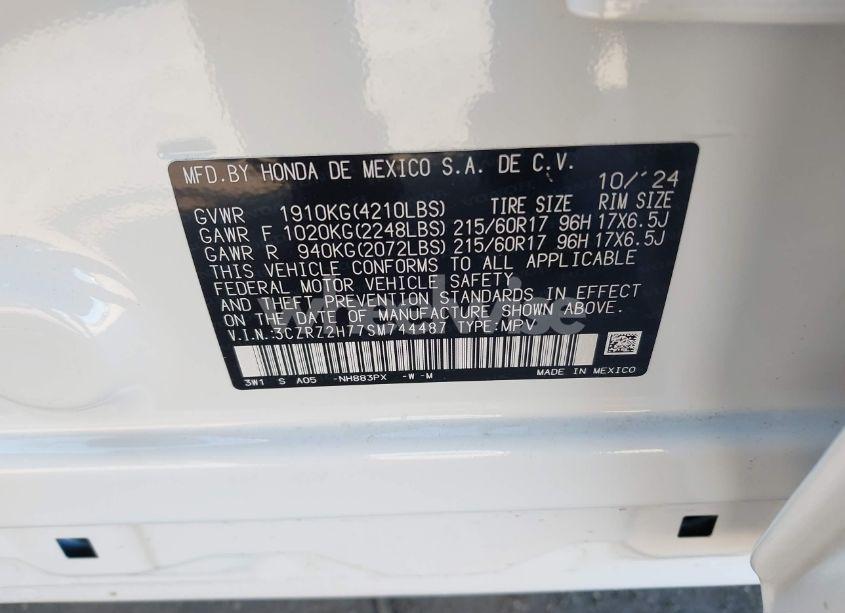 MFD.BY HONDA DE MEXICO S.A. DE C.V.
10/'24
GVWR 1910KG(4210LBS) TIRE SIZE RIM SIZE
GAWR F 1020KG(2248LBS) 215/60R17 96H 17X6.5J
GAWR R 940KG(2072LBS) 215/60R17 96H 17X6.5J
THIS VEHICLE CONFORMS TO ALL APPLICABLE
FEDERAL MOTOR VEHICLE SAFETY
AND THEFT PREVENTION STANDARDS IN EFFECT
ON THE DATE OF MANUFACTURE SHOWN ABOVE.
V.I.N.:3CZRZ2H77SM744487 TYPE:MPV
3W1 S A05 -NH883PX -W-M MADE IN MEXICO